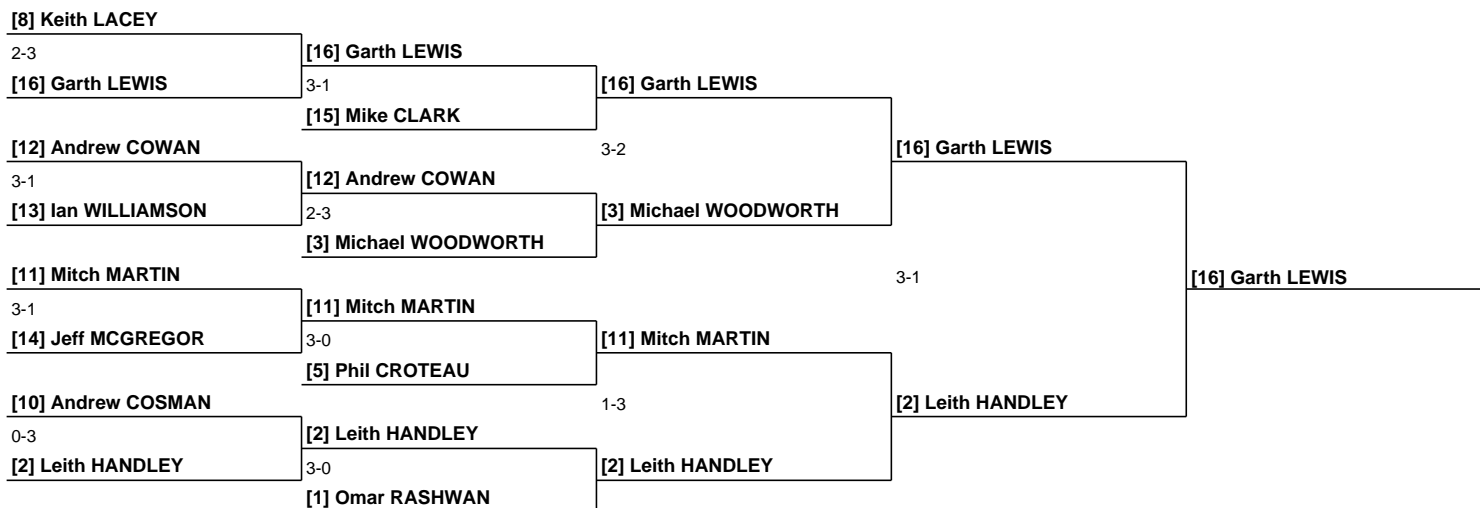 [8] Keith LACEY
2-3
[16] Garth LEWIS
[16] Garth LEWIS
3-1
[15] Mike CLARK
[16] Garth LEWIS
[12] Andrew COWAN
3-1
[13] Ian WILLIAMSON
[12] Andrew COWAN
2-3
[3] Michael WOODWORTH
3-2
[3] Michael WOODWORTH
[16] Garth LEWIS
[11] Mitch MARTIN
3-1
[14] Jeff MCGREGOR
[11] Mitch MARTIN
3-0
[5] Phil CROTEAU
[11] Mitch MARTIN
[10] Andrew COSMAN
0-3
[2] Leith HANDLEY
[2] Leith HANDLEY
3-0
[1] Omar RASHWAN
1-3
[2] Leith HANDLEY
3-1
[2] Leith HANDLEY
[16] Garth LEWIS